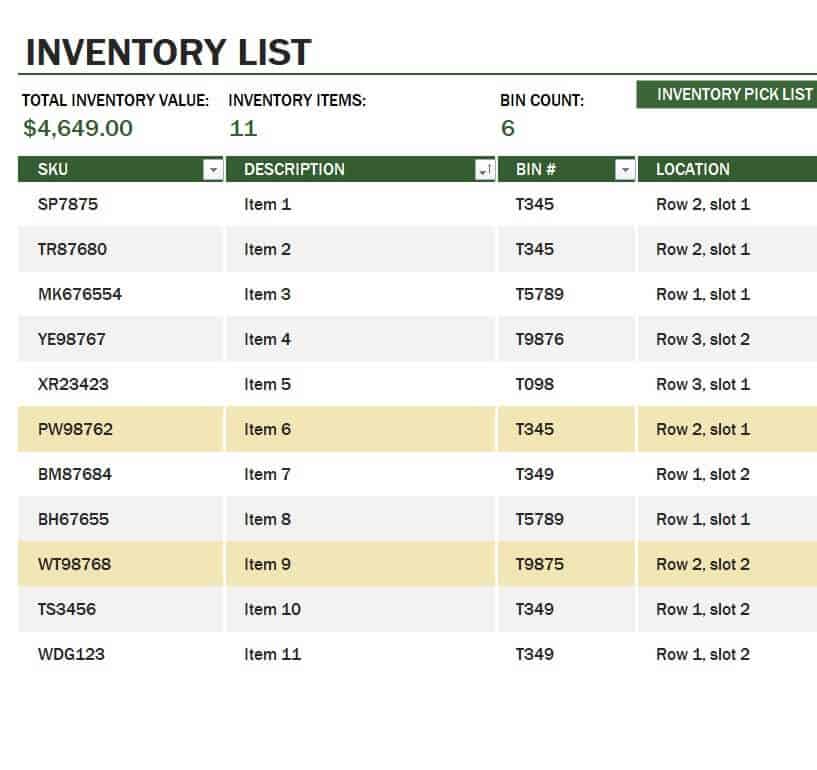 INVENTORY LIST
TOTAL INVENTORY VALUE: INVENTORY ITEMS: BIN COUNT: INVENTORY PICK LIST
$4,649.00 11 6
SKU DESCRIPTION BIN # LOCATION
SP7875 Item 1 T345 Row 2, slot 1
TR87680 Item 2 T345 Row 2, slot 1
MK676554 Item 3 T5789 Row 1, slot 1
YE98767 Item 4 T9876 Row 3, slot 2
XR23423 Item 5 T098 Row 3, slot 1
PW98762 Item 6 T345 Row 2, slot 1
BM87684 Item 7 T349 Row 1, slot 2
BH67655 Item 8 T5789 Row 1, slot 1
WT98768 Item 9 T9875 Row 2, slot 2
TS3456 Item 10 T349 Row 1, slot 2
WDG123 Item 11 T349 Row 1, slot 2